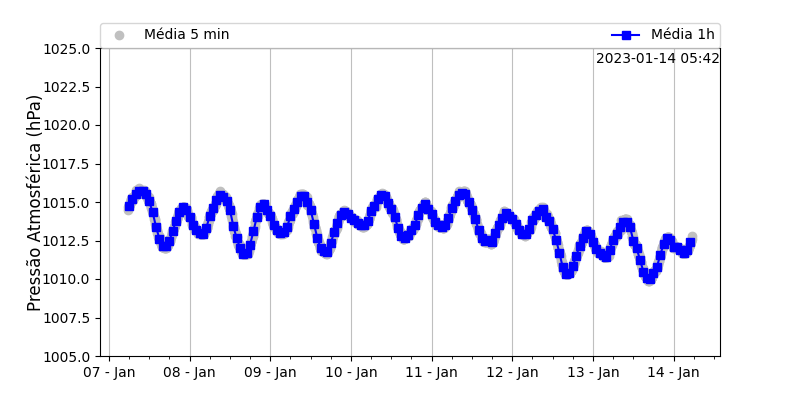 Média 5 min
Média 1h
2023-01-14 05:42
Pressão Atmosférica (hPa)
1025.0
1022.5
1020.0
1017.5
1015.0
1012.5
1010.0
1007.5
1005.0
07 - Jan
08 - Jan
09 - Jan
10 - Jan
11 - Jan
12 - Jan
13 - Jan
14 - Jan